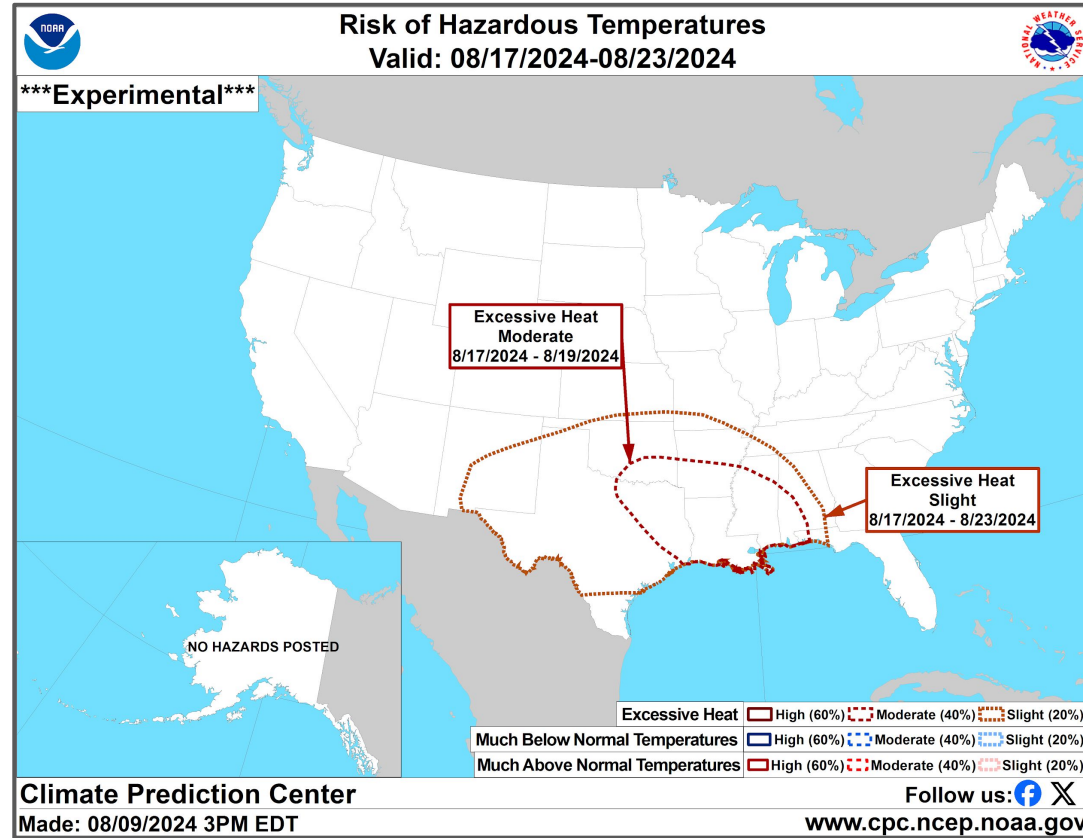 NOAA
Risk of Hazardous Temperatures
Valid: 08/17/2024-08/23/2024
NATIONAL WEATHER SERVICE
***Experimental***
Excessive Heat
Moderate
8/17/2024 - 8/19/2024
Excessive Heat
Slight
8/17/2024 - 8/23/2024
NO HAZARDS POSTED
Excessive Heat High (60%) Moderate (40%) Slight (20%)
Much Below Normal Temperatures High (60%) Moderate (40%) Slight (20%)
Much Above Normal Temperatures High (60%) Moderate (40%) Slight (20%)
Climate Prediction Center
Follow us:
Made: 08/09/2024 3PM EDT
www.cpc.ncep.noaa.gov